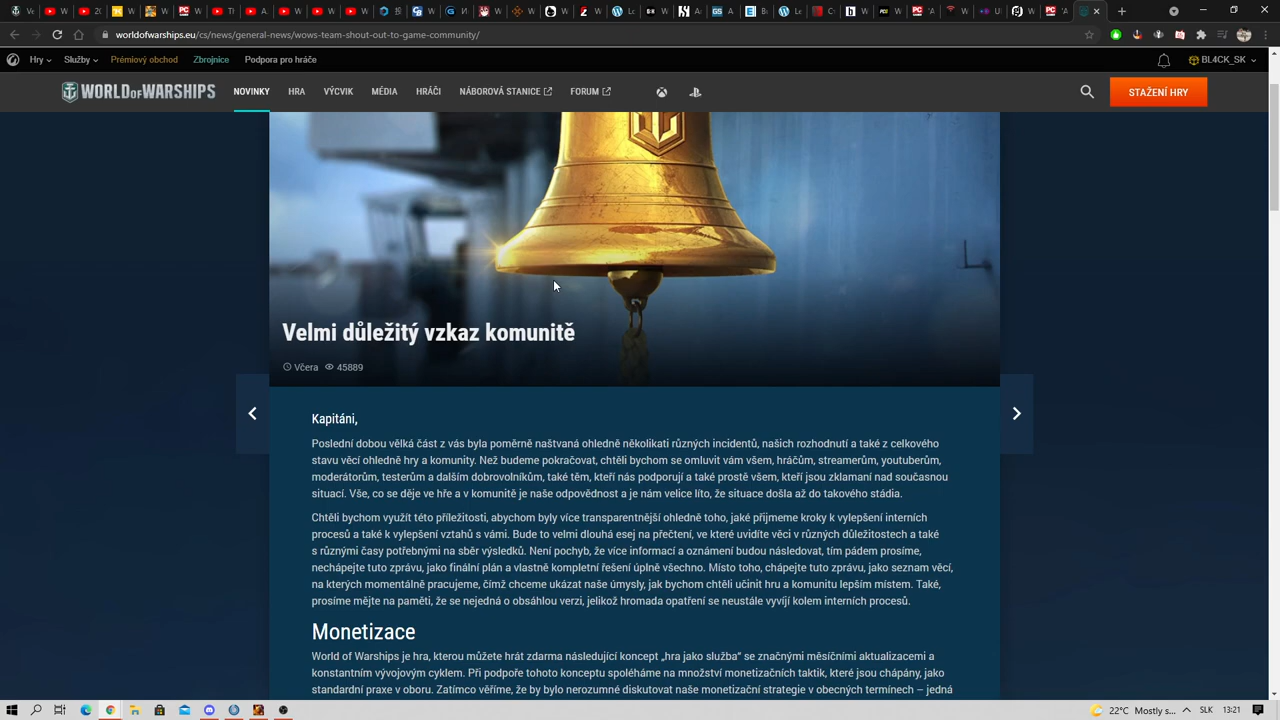 worldofwarships.eu/cs/news/general-news/wows-team-shout-out-to-game-community/
Hry Služby Prémiový obchod Zbrojnice Podpora pro hráče BL4CK_SK
WORLD OF WARSHIPS NOVINKY HRA VÝCVIK MÉDIA HRÁČI NÁBOROVÁ STANICE FORUM STAŽENÍ HRY
Velmi důležitý vzkaz komunitě
Včera 45889
Kapitáni,
Poslední dobou vělká část z vás byla poměrně naštvaná ohledně několikati různých incidentů, našich rozhodnutí a také z celkového
stavu věcí ohledně hry a komunity. Než budeme pokračovat, chtěli bychom se omluvit vám všem, hráčům, streamerům, youtuberům,
moderátorům, testerům a dalším dobrovolníkům, také těm, kteří nás podporují a také prostě všem, kteří jsou zklamaní nad současnou
situací. Vše, co se děje ve hře a v komunitě je naše odpovědnost a je nám velice líto, že situace došla až do takového stádia.
Chtěli bychom využít této příležitosti, abychom byly více transparentnější ohledně toho, jaké přijmeme kroky k vylepšení interních
procesů a také k vylepšení vztahů s vámi. Bude to velmi dlouhá esej na přečtení, ve které uvidíte věci v různých důležitostech a také
s různými časy potřebnými na sběr výsledků. Není pochyb, že více informací a oznámení budou následovat, tím pádem prosíme,
nechápejte tuto zprávu, jako finální plán a vlastně kompletní řešení úplně všechno. Místo toho, chápejte tuto zprávu, jako seznam věcí,
na kterých momentálně pracujeme, čímž chceme ukázat naše úmysly, jak bychom chtěli učinit hru a komunitu lepším místem. Také,
prosíme mějte na paměti, že se nejedná o obsáhlou verzi, jelikož hromada opatření se neustále vyvíjí kolem interních procesů.
Monetizace
World of Warships je hra, kterou můžete hrát zdarma následující koncept „hra jako služba“ se značnými měsíčními aktualizacemi a
konstantním vývojovým cyklem. Při podpoře tohoto konceptu spoléháme na množství monetizačních taktik, které jsou chápány, jako
standardní praxe v oboru. Zatímco věříme, že by bylo nerozumné diskutovat naše monetizační strategie v obecných termínech – jedná
22°C Mostly s... SLK 13:21